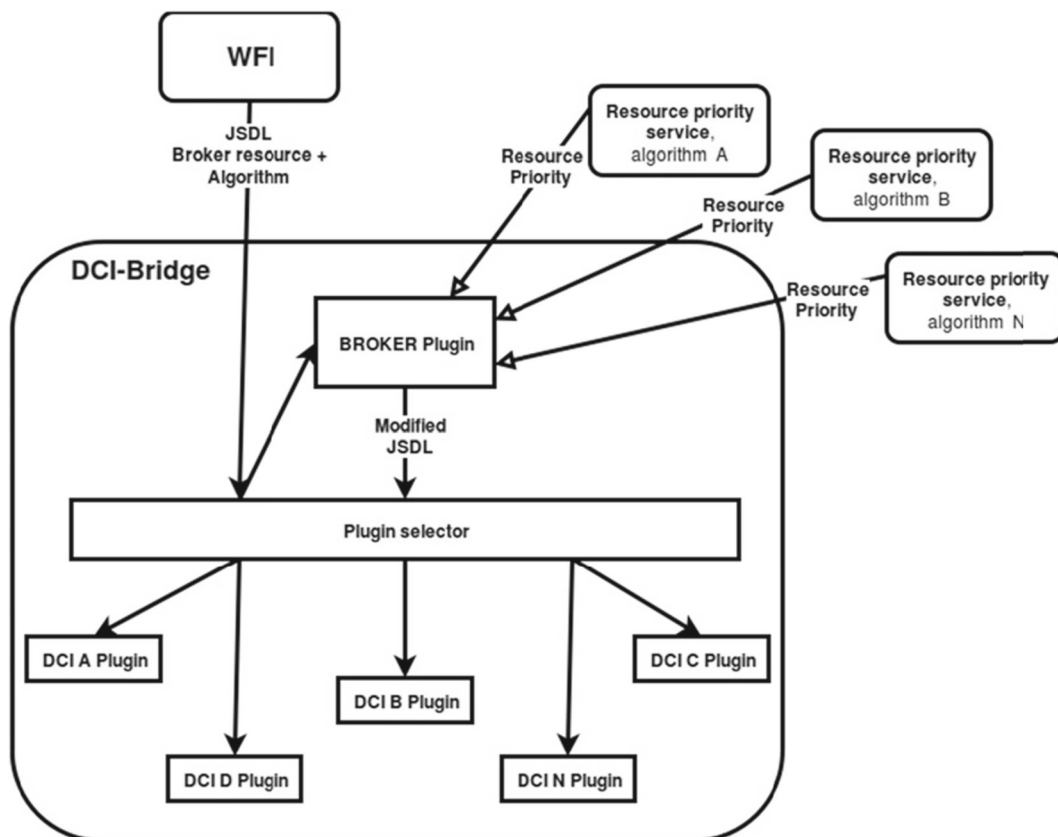 WFI
JSDL
Broker resource +
Algorithm
Resource priority
service,
algorithm A
Resource
Priority
Resource priority
service,
algorithm B
Resource
Priority
DCI-Bridge
Resource priority
service,
algorithm N
Resource
Priority
BROKER Plugin
Modified
JSDL
Plugin selector
DCI A Plugin
DCI C Plugin
DCI B Plugin
DCI D Plugin
DCI N Plugin